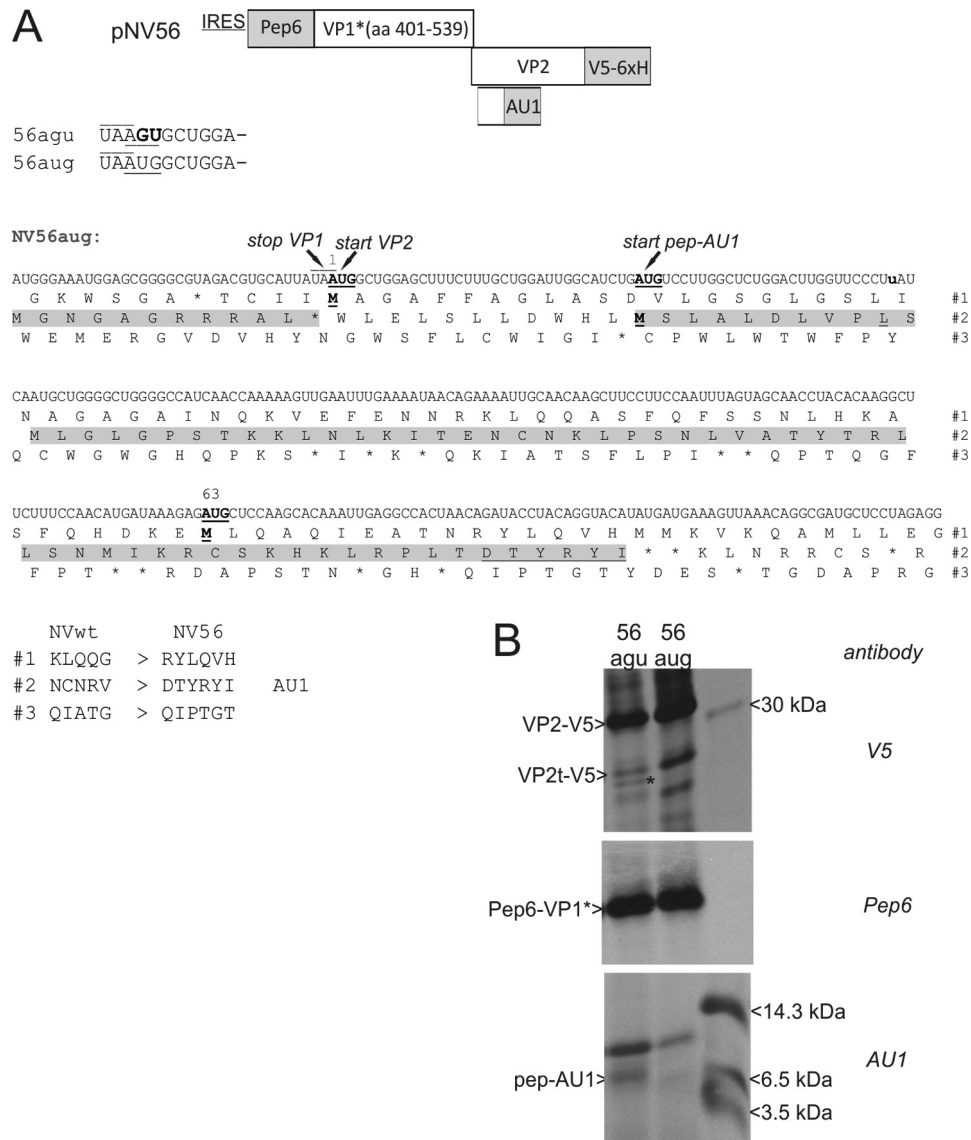 A
pNV56
IRES Pep6 VP1*(aa 401-539)
VP2 V5-6xH
AU1
56agu UAAGUGCUGGA-
56aug UAAUGGCUGGA-
NV56aug:
stop VP1 start VP2 start pep-AU1
1
AUGGGAAAUGGAGCGGGGCGUAGACGUGCAUUAUAAUGGCUGGAGCUUUCUUUGCUGGAUUGGCAUCUGAUGUCCUUGGCUCUGGACUUGGUUCCCUuAU
G K W S G A * T C I I M A G A F F A G L A S D V L G S G L G S L I #1
M G N G A G R R R A L * W L E L S L L D W H L M S L A L D L V P L S #2
W E M E R G V D V H Y N G W S F L C W I G I * C P W L W T W F P Y #3
CAAUGCUGGGGCUGGGGCCAUCAACCAAAAAGUUGAAUUUGAAAAUAACAGAAAAUUGCAACAAGCUUCCUUCCAAUUUAGUAGCAACCUACACAAGGCU
N A G A G A I N Q K V E F E N N R K L Q Q A S F Q F S S N L H K A #1
M L G L G P S T K K L N L K I T E N C N K L P S N L V A T Y T R L #2
Q C W G W G H Q P K S * I * K * Q K I A T S F L P I * * Q P T Q G F #3
63
UCUUUCCAACAUGAUAAAGAGAUGCUCCAAGCACAAAUUGAGGCCACUAACAGAUACCUACAGGUACAUAUGAUGAAAGUUAAACAGGCGAUGCUCCUAGAGG
S F Q H D K E M L Q A Q I E A T N R Y L Q V H M M K V K Q A M L L E G #1
L S N M I K R C S K H K L R P L T D T Y R Y I * * K L N R R C S * R #2
F P T * * R D A P S T N * G H * Q I P T G T Y D E S * T G D A P R G #3
NVwt NV56
#1 KLQQG > RYLQVH
#2 NCNRV > DTYRYI AU1
#3 QIATG > QIPTGT
B
56 56
agu aug antibody
<30 kDa
VP2-V5>
V5
VP2t-V5>
*
Pep6-VP1*> Pep6
<14.3 kDa
AU1
pep-AU1> <6.5 kDa
<3.5 kDa